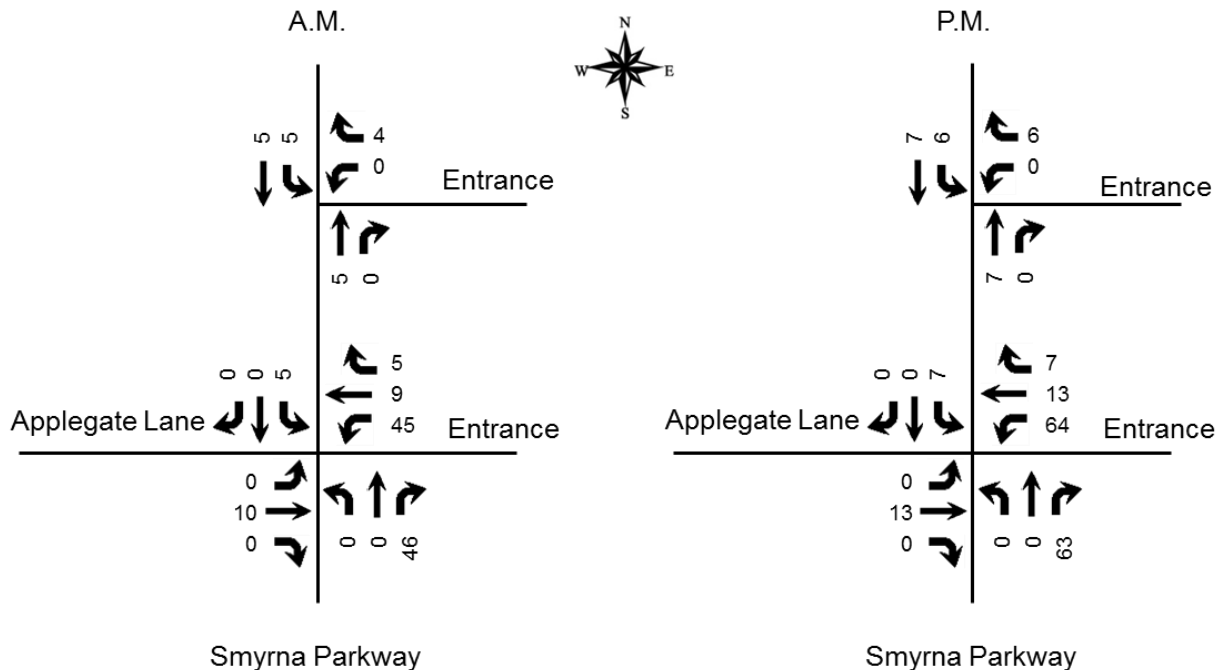 A.M.
P.M.
N
W E
S
5 5
4
0
Entrance
5 0
7 6
6
0
Entrance
7 0
0 0 5
5
9
45
Applegate Lane
Entrance
0
10
0
0 0 46
0 0 7
7
13
64
Applegate Lane
Entrance
0
13
0
0 0 63
Smyrna Parkway
Smyrna Parkway